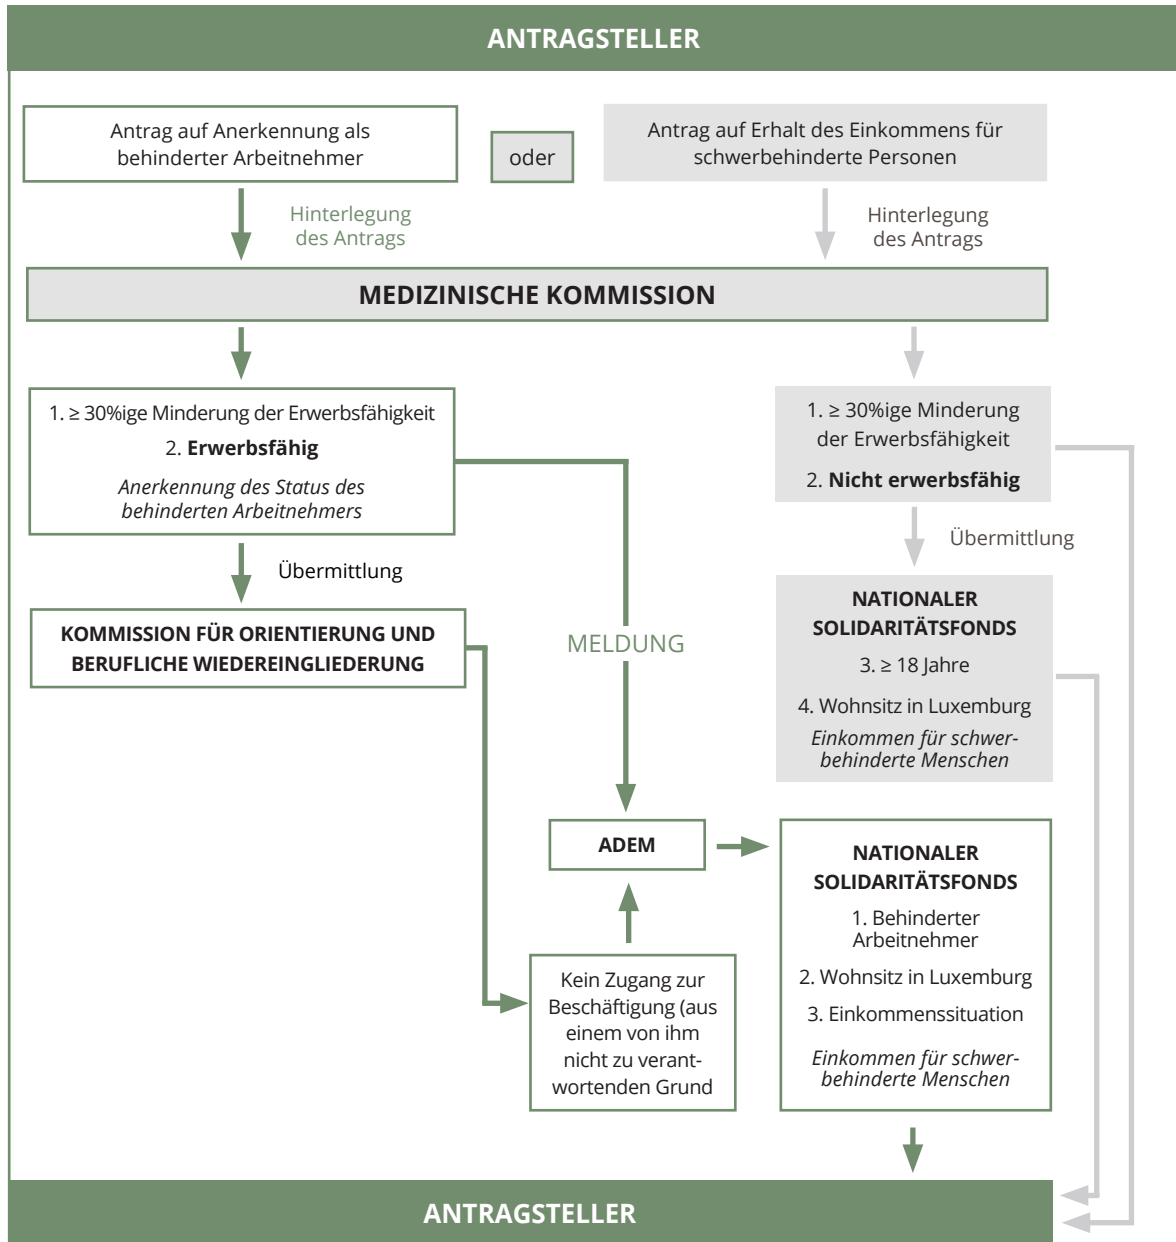 ANTRAGSTELLER
Antrag auf Anerkennung als
behinderter Arbeitnehmer
oder
Antrag auf Erhalt des Einkommens für
schwerbehinderte Personen
Hinterlegung
des Antrags
Hinterlegung
des Antrags
MEDIZINISCHE KOMMISSION
1. ≥ 30%ige Minderung der Erwerbsfähigkeit
2. Erwerbsfähig
Anerkennung des Status des
behinderten Arbeitnehmers
1. ≥ 30%ige Minderung
der Erwerbsfähigkeit
2. Nicht erwerbsfähig
Übermittlung
Übermittlung
KOMMISSION FÜR ORIENTIERUNG UND
BERUFLICHE WIEDEREINGLIEDERUNG
MELDUNG
NATIONALER
SOLIDARITÄTSFONDS
3. ≥ 18 Jahre
4. Wohnsitz in Luxemburg
Einkommen für schwer-
behinderte Menschen
ADEM
NATIONALER
SOLIDARITÄTSFONDS
1. Behinderter
Arbeitnehmer
2. Wohnsitz in Luxemburg
3. Einkommenssituation
Einkommen für schwer-
behinderte Menschen
Kein Zugang zur
Beschäftigung (aus
einem von ihm
nicht zu verant-
wortenden Grund
ANTRAGSTELLER